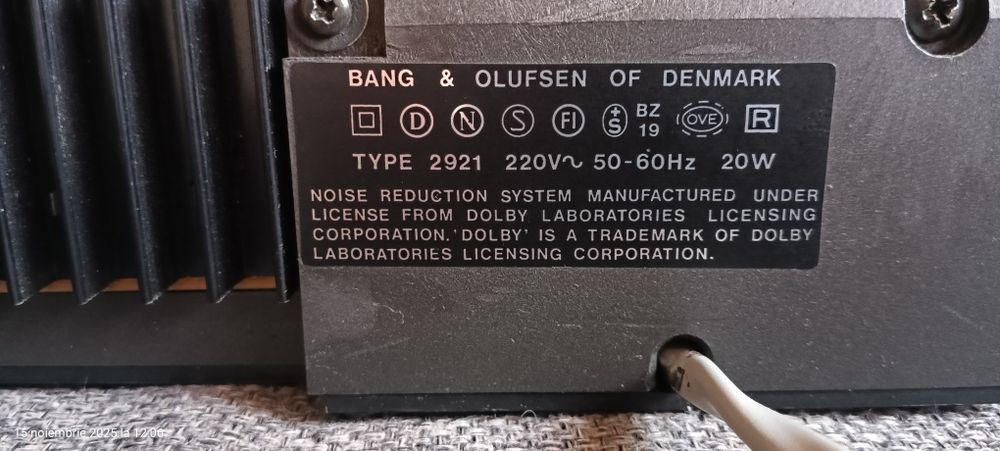 BANG & OLUFSEN OF DENMARK
D N S FI +S BZ 19 OVE R
TYPE 2921 220V~ 50-60Hz 20W
NOISE REDUCTION SYSTEM MANUFACTURED UNDER
LICENSE FROM DOLBY LABORATORIES LICENSING
CORPORATION. 'DOLBY' IS A TRADEMARK OF DOLBY
LABORATORIES LICENSING CORPORATION.
15 noiembrie 2025 la 12:06